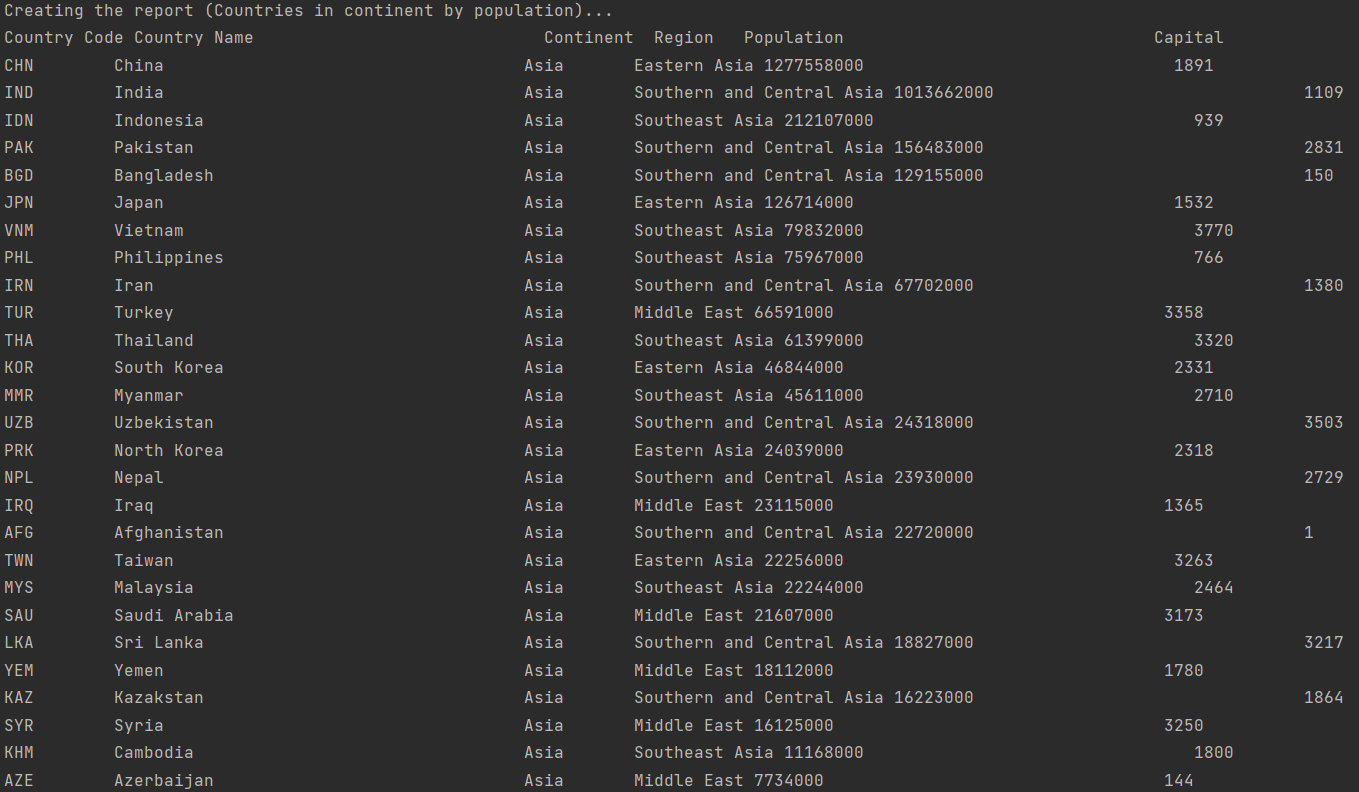 Creating the report (Countries in continent by population)...
Country Code Country Name                             Continent  Region   Population                               Capital
CHN        China                                    Asia       Eastern Asia 1277558000                               1891
IND        India                                    Asia       Southern and Central Asia 1013662000                               1109
IDN        Indonesia                                Asia       Southeast Asia 212107000                                939
PAK        Pakistan                                 Asia       Southern and Central Asia 156483000                                2831
BGD        Bangladesh                               Asia       Southern and Central Asia 129155000                                150
JPN        Japan                                    Asia       Eastern Asia 126714000                                1532
VNM        Vietnam                                  Asia       Southeast Asia 79832000                                 3770
PHL        Philippines                              Asia       Southeast Asia 75967000                                 766
IRN        Iran                                     Asia       Southern and Central Asia 67702000                                 1380
TUR        Turkey                                   Asia       Middle East 66591000                                 3358
THA        Thailand                                 Asia       Southeast Asia 61399000                                 3320
KOR        South Korea                              Asia       Eastern Asia 46844000                                 2331
MMR        Myanmar                                  Asia       Southeast Asia 45611000                                 2710
UZB        Uzbekistan                               Asia       Southern and Central Asia 24318000                                 3503
PRK        North Korea                              Asia       Eastern Asia 24039000                                 2318
NPL        Nepal                                    Asia       Southern and Central Asia 23930000                                 2729
IRQ        Iraq                                     Asia       Middle East 23115000                                 1365
AFG        Afghanistan                              Asia       Southern and Central Asia 22720000                                 1
TWN        Taiwan                                   Asia       Eastern Asia 22256000                                 3263
MYS        Malaysia                                 Asia       Southeast Asia 22244000                                 2464
SAU        Saudi Arabia                             Asia       Middle East 21607000                                 3173
LKA        Sri Lanka                                Asia       Southern and Central Asia 18827000                                 3217
YEM        Yemen                                    Asia       Middle East 18112000                                 1780
KAZ        Kazakstan                                Asia       Southern and Central Asia 16223000                                 1864
SYR        Syria                                    Asia       Middle East 16125000                                 3250
KHM        Cambodia                                 Asia       Southeast Asia 11168000                                 1800
AZE        Azerbaijan                               Asia       Middle East 7734000                                  144